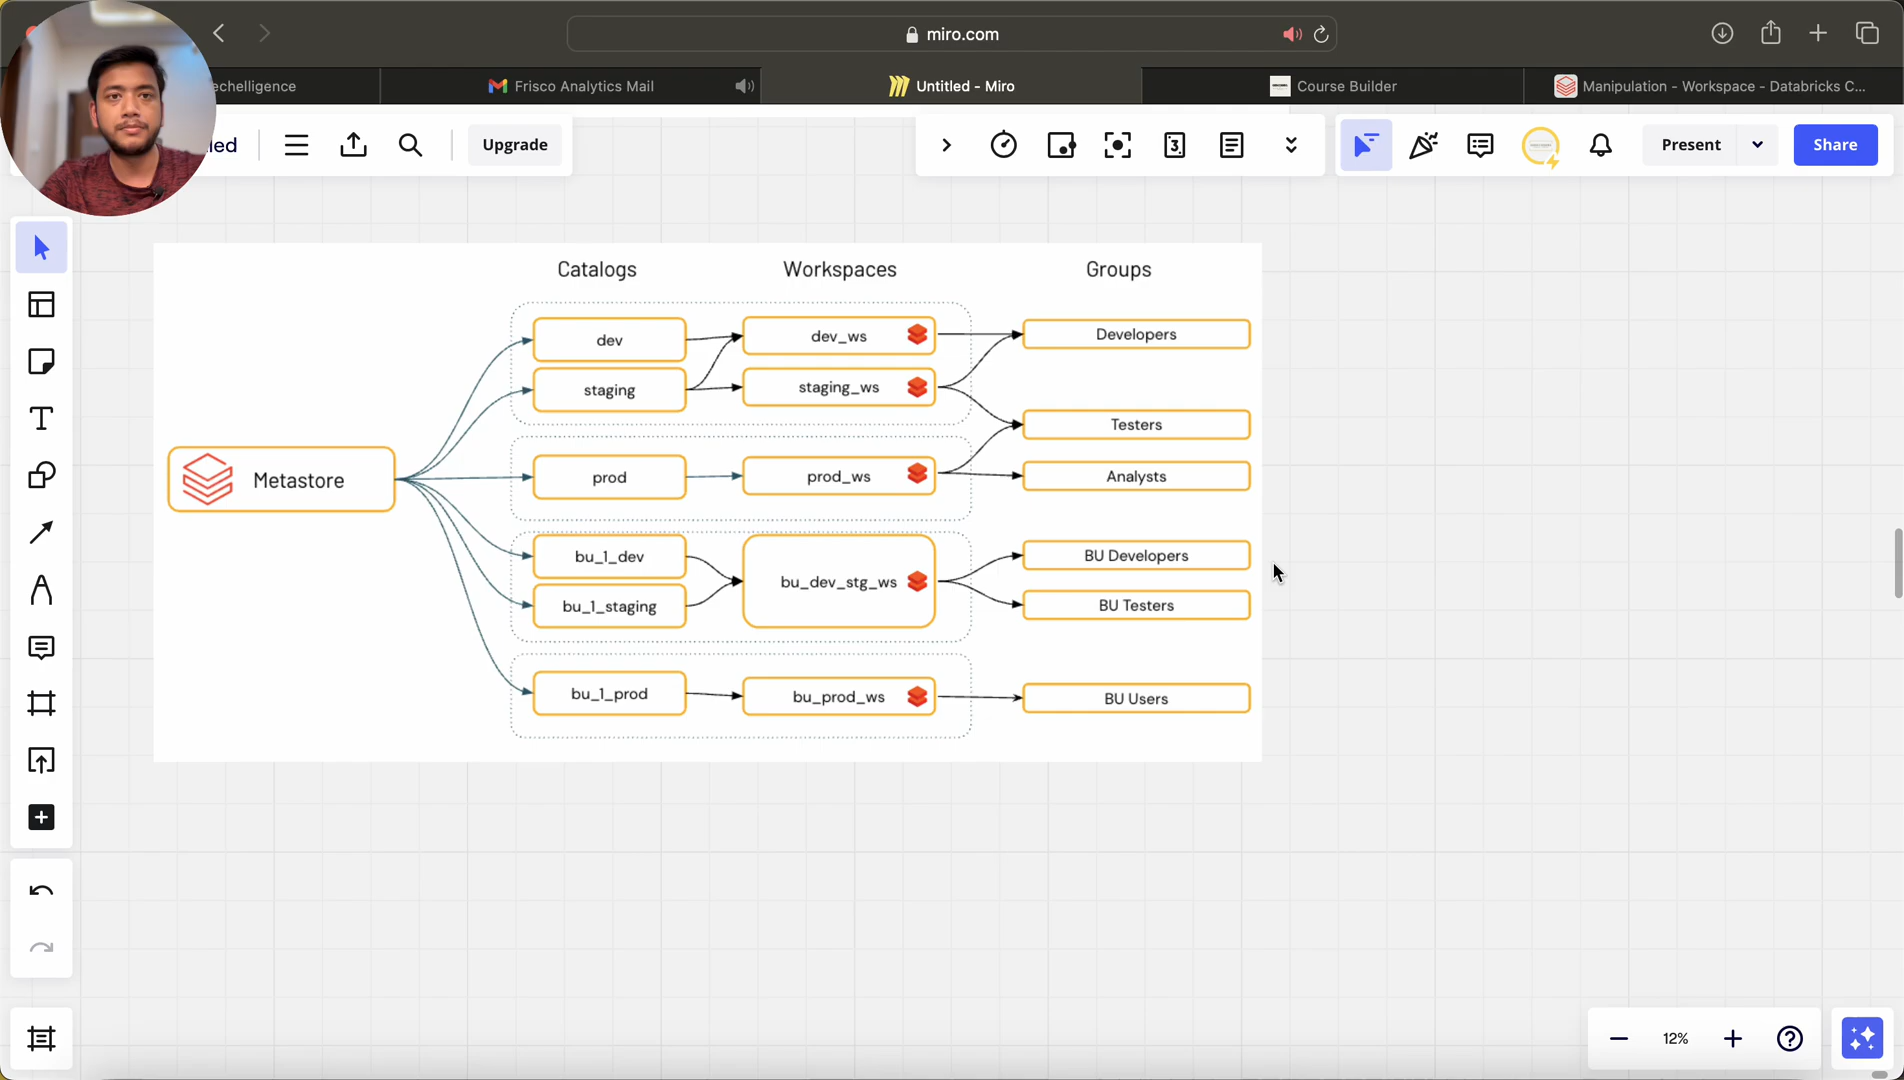 miro.com
echelligence
Frisco Analytics Mail
Untitled - Miro
Course Builder
Manipulation - Workspace - Databricks C...
led
Upgrade
3
Present
Share
Catalogs
Workspaces
Groups
dev
dev_ws
Developers
staging
staging_ws
Testers
Metastore
prod
prod_ws
Analysts
bu_1_dev
bu_dev_stg_ws
BU Developers
bu_1_staging
BU Testers
bu_1_prod
bu_prod_ws
BU Users
12%